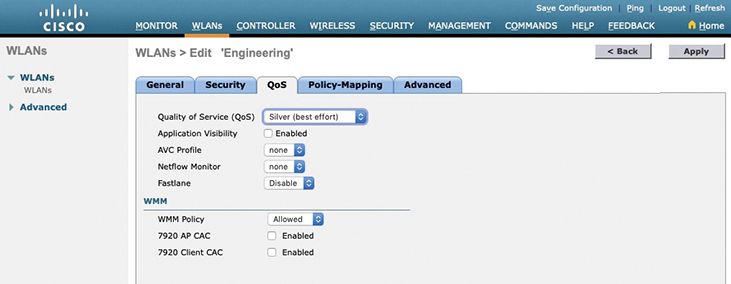 Save Configuration Ping Logout Refresh
CISCO
MONITOR WLANs CONTROLLER WIRELESS SECURITY MANAGEMENT COMMANDS HELP FEEDBACK Home
WLANs
WLANs > Edit 'Engineering'
< Back Apply
WLANs
WLANs
Advanced
General Security QoS Policy-Mapping Advanced
Quality of Service (QoS) Silver (best effort)
Application Visibility Enabled
AVC Profile none
Netflow Monitor none
Fastlane Disable
WMM
WMM Policy Allowed
7920 AP CAC Enabled
7920 Client CAC Enabled